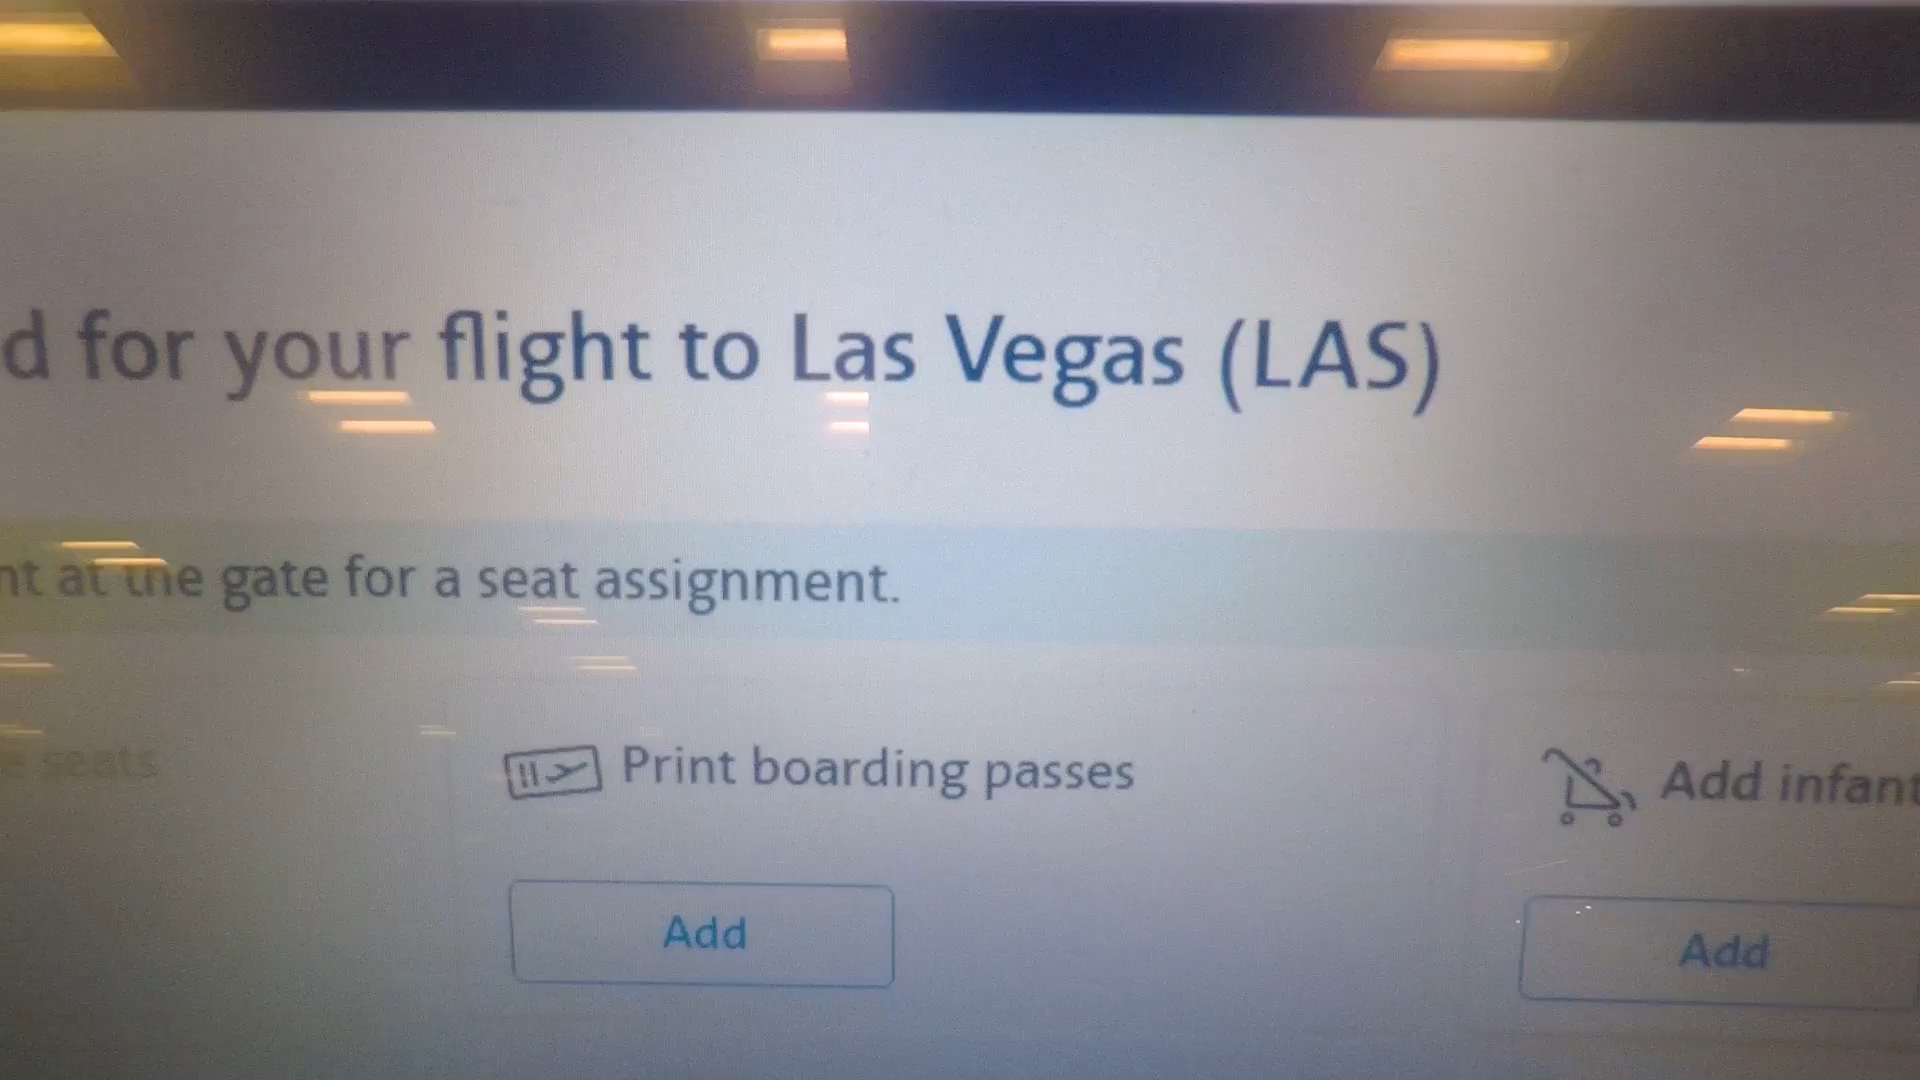 d for your flight to Las Vegas (LAS)
nt at the gate for a seat assignment.
e seats
Print boarding passes
Add infant
Add
Add